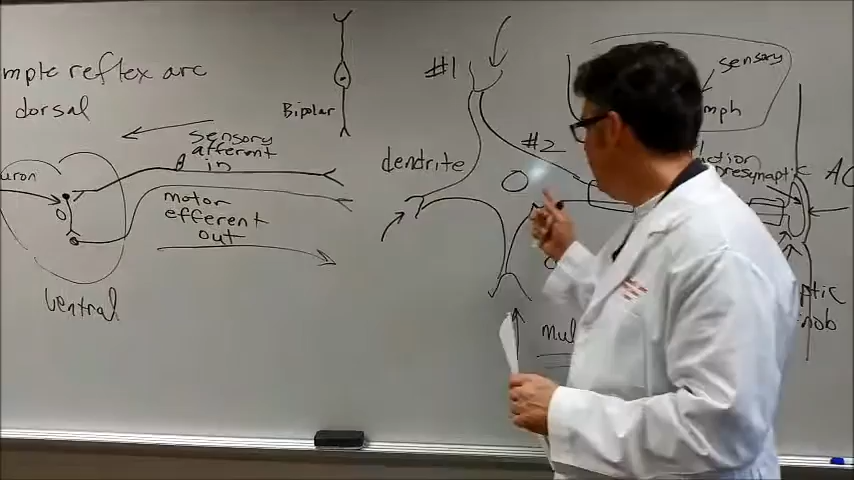 mple reflex arc
dorsal
sensory
afferent
in
uron
motor
efferent
out
ventral
Bipolar
#1
#2
dendrite
sensory
mph
presynaptic
AC
ptic
nob
mul